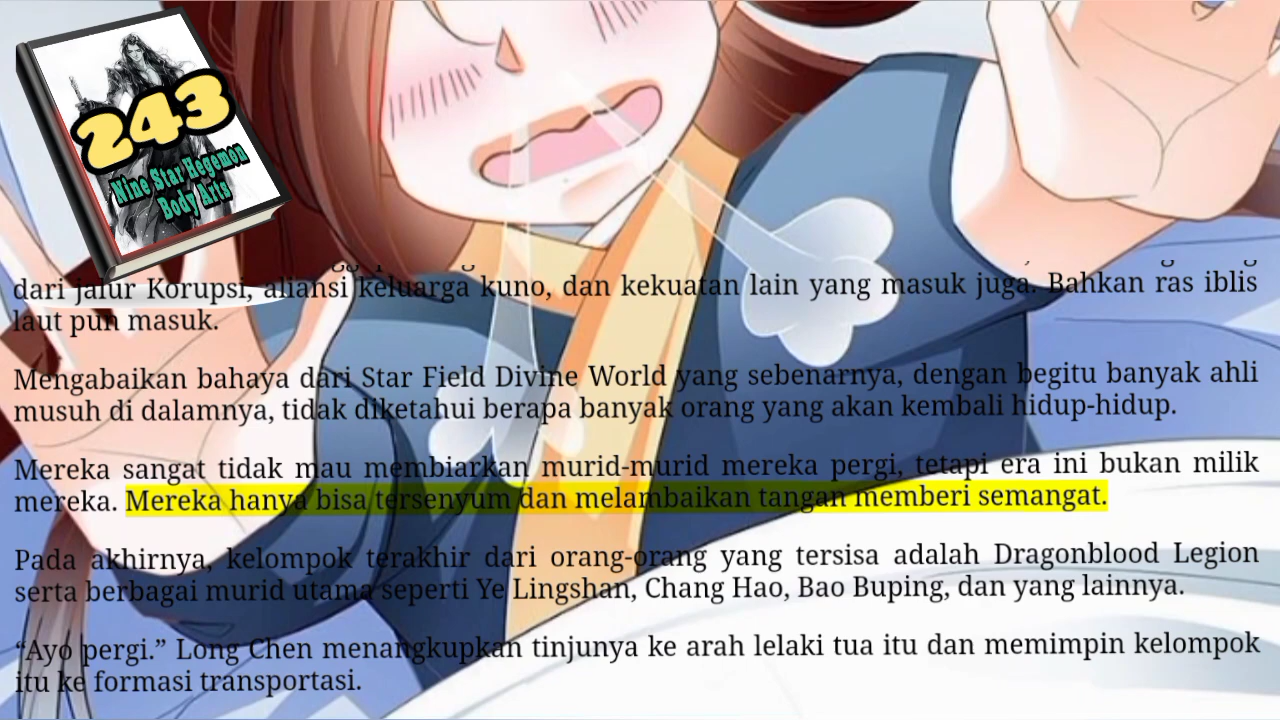 243
Nine Star Hegemon
Body Arts
dari jalur Korupsi, aliansi keluarga kuno, dan kekuatan lain yang masuk juga. Bahkan ras iblis
laut pun masuk.
Mengabaikan bahaya dari Star Field Divine World yang sebenarnya, dengan begitu banyak ahli
musuh di dalamnya, tidak diketahui berapa banyak orang yang akan kembali hidup-hidup.
Mereka sangat tidak mau membiarkan murid-murid mereka pergi, tetapi era ini bukan milik
mereka. Mereka hanya bisa tersenyum dan melambaikan tangan memberi semangat.
Pada akhirnya, kelompok terakhir dari orang-orang yang tersisa adalah Dragonblood Legion
serta berbagai murid utama seperti Ye Lingshan, Chang Hao, Bao Buping, dan yang lainnya.
“Ayo pergi.” Long Chen menangkupkan tinjunya ke arah lelaki tua itu dan memimpin kelompok
itu ke formasi transportasi.